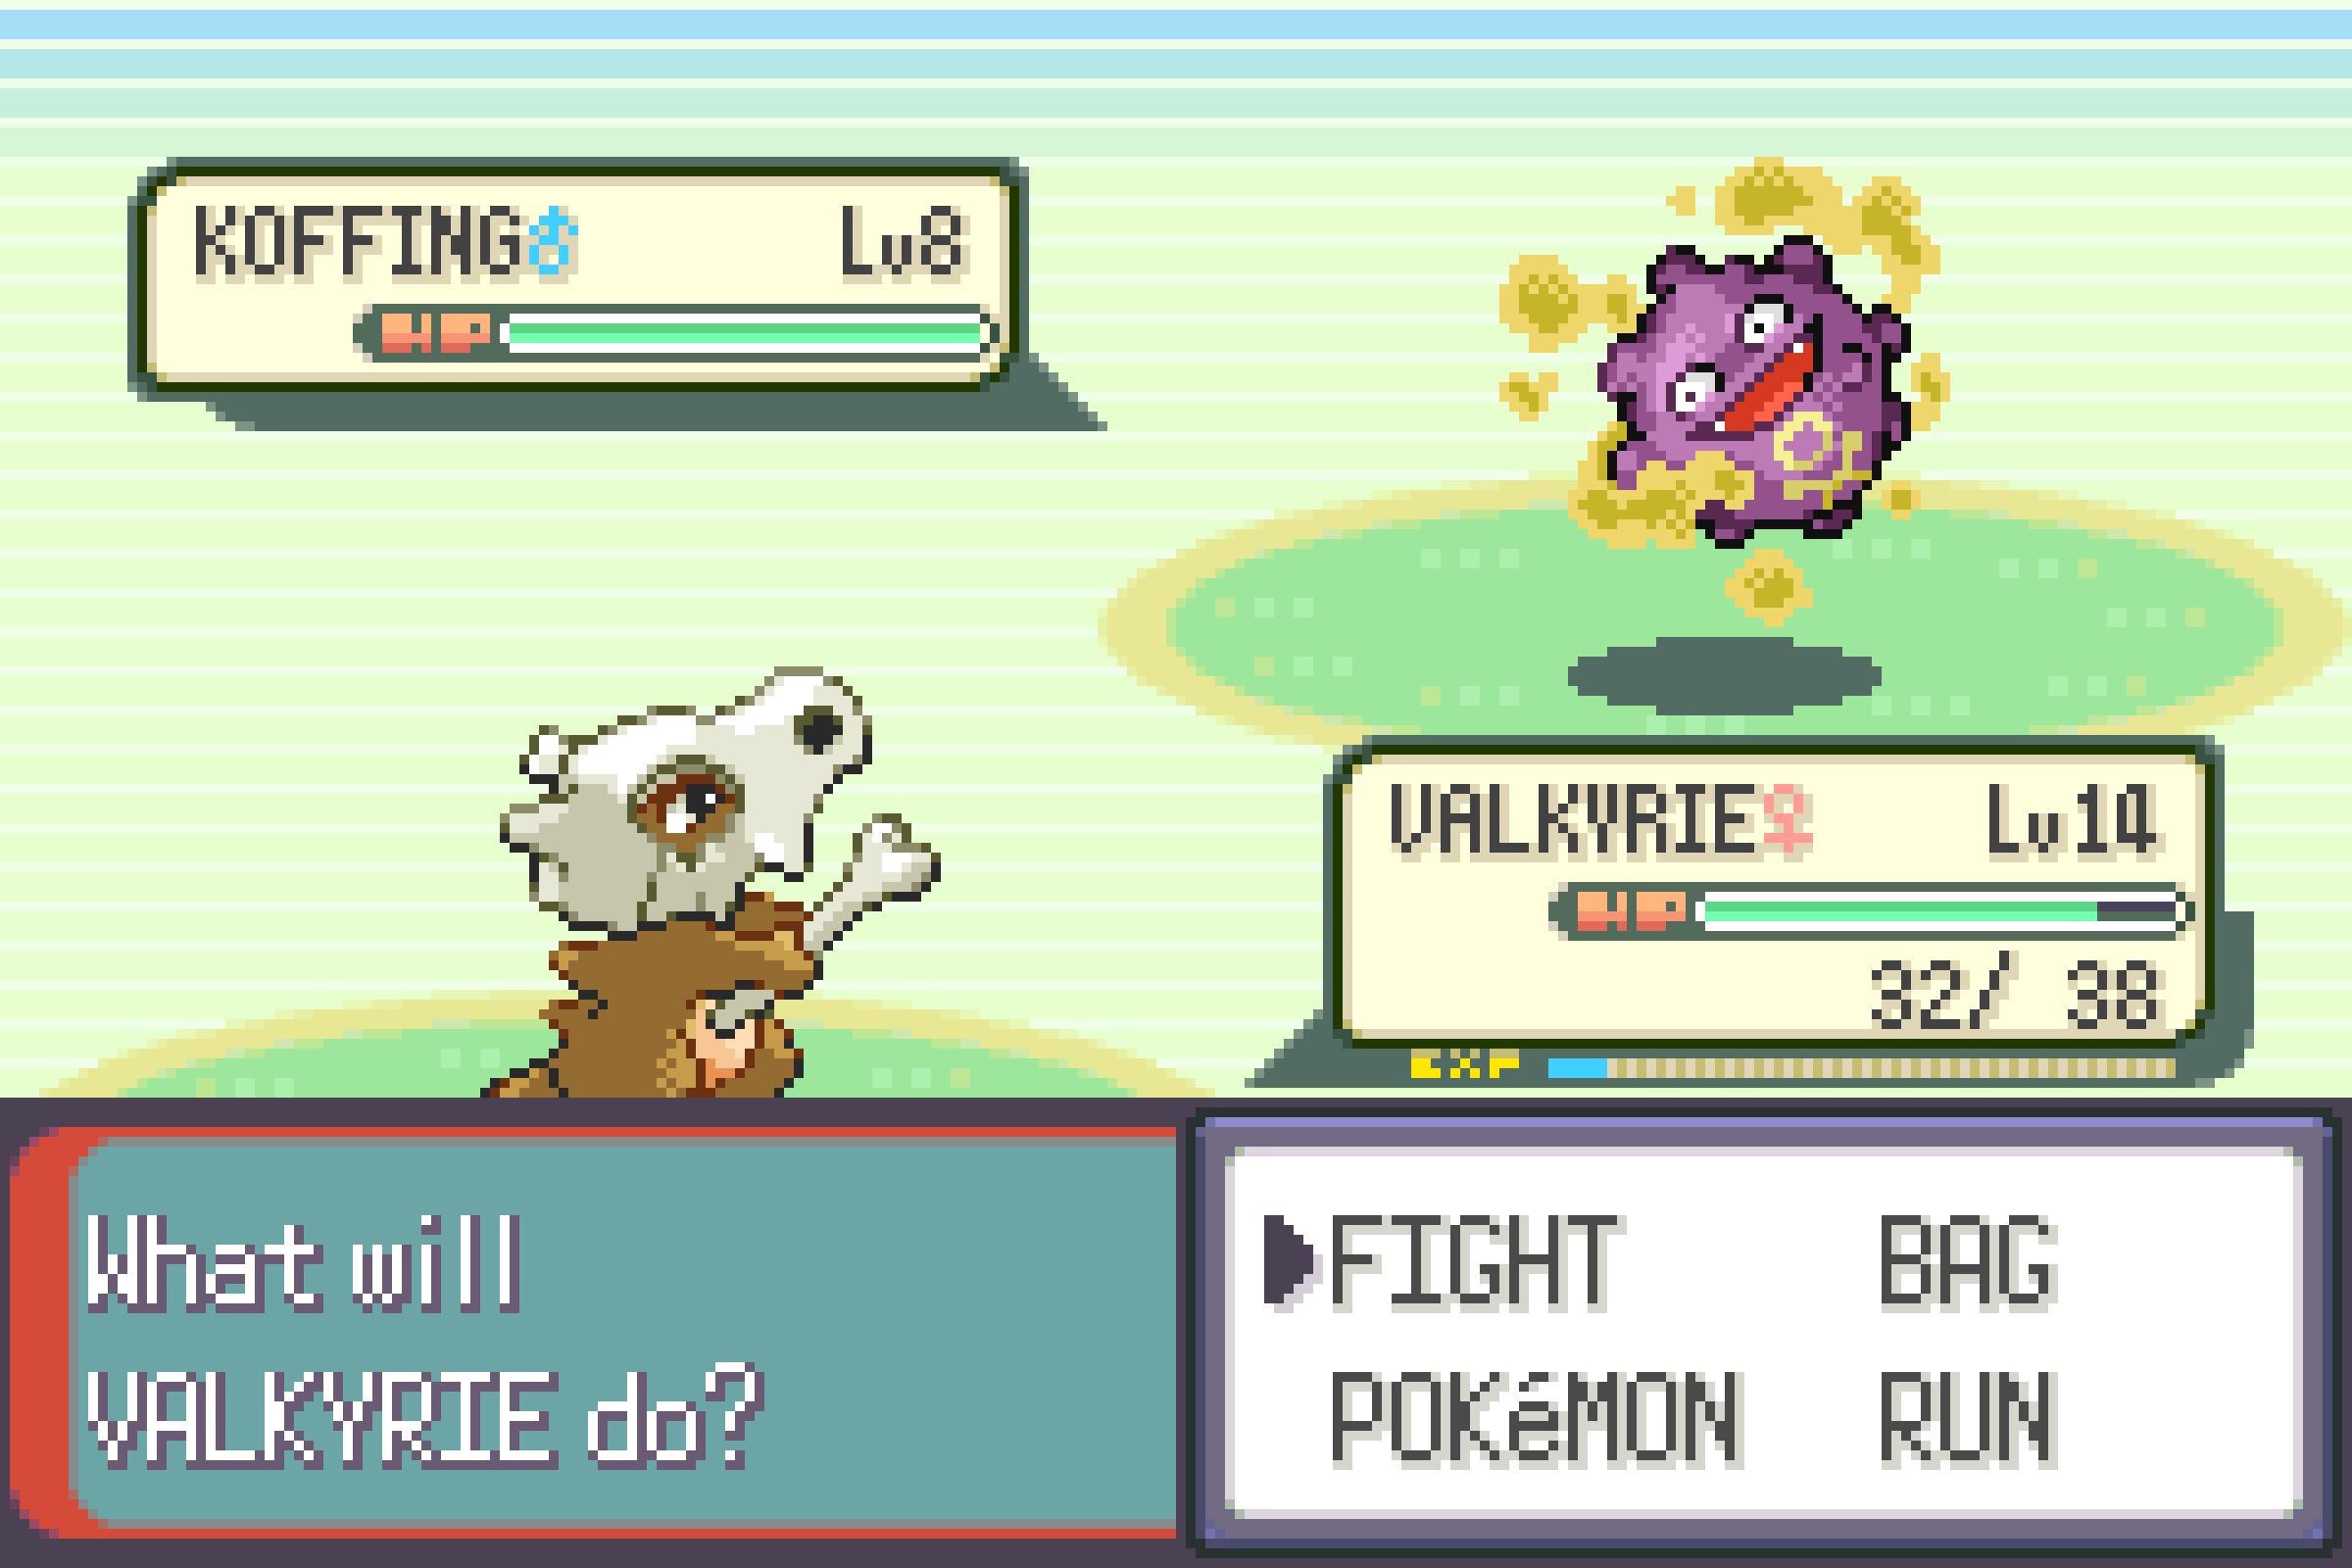 KOFFING♂ Lv8
HP
VALKYRIE♀ Lv14
HP
32/ 38
EXP
What will
VALKYRIE do?
FIGHT BAG
POKéMON RUN